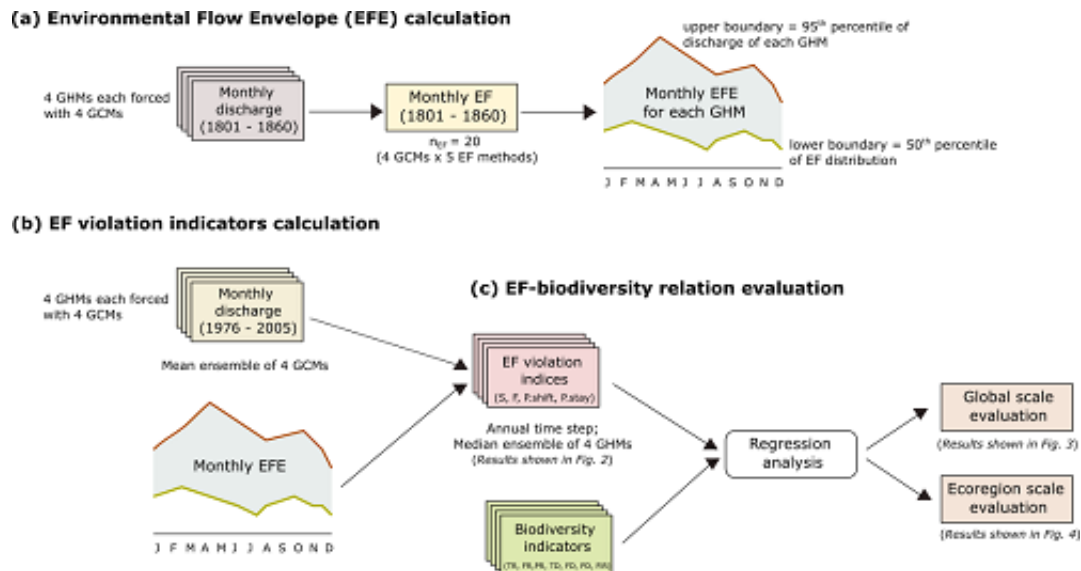 (a) Environmental Flow Envelope (EFE) calculation
4 GHMs each forced
with 4 GCMs
Monthly
discharge
(1801 - 1860)
Monthly EF
(1801 - 1860)
nEF = 20
(4 GCMs x 5 EF methods)
upper boundary = 95th percentile of
discharge of each GHM
Monthly EFE
for each GHM
lower boundary = 50th percentile
of EF distribution
J F M A M J J A S O N D
(b) EF violation indicators calculation
4 GHMs each forced
with 4 GCMs
Monthly
discharge
(1976 - 2005)
Mean ensemble of 4 GCMs
Monthly EFE
J F M A M J J A S O N D
(c) EF-biodiversity relation evaluation
EF violation
indices
(S, F, P.shift, P.stay)
Annual time step;
Median ensemble of 4 GHMs
(Results shown in Fig. 2)
Biodiversity
indicators
Regression
analysis
Global scale
evaluation
(Results shown in Fig. 3)
Ecoregion scale
evaluation
(Results shown in Fig. 4)